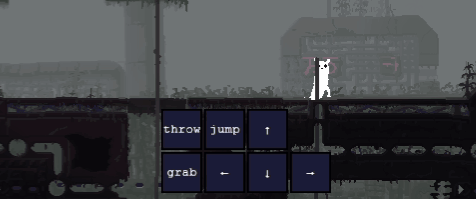 throw jump ↑
grab ← ↓ →